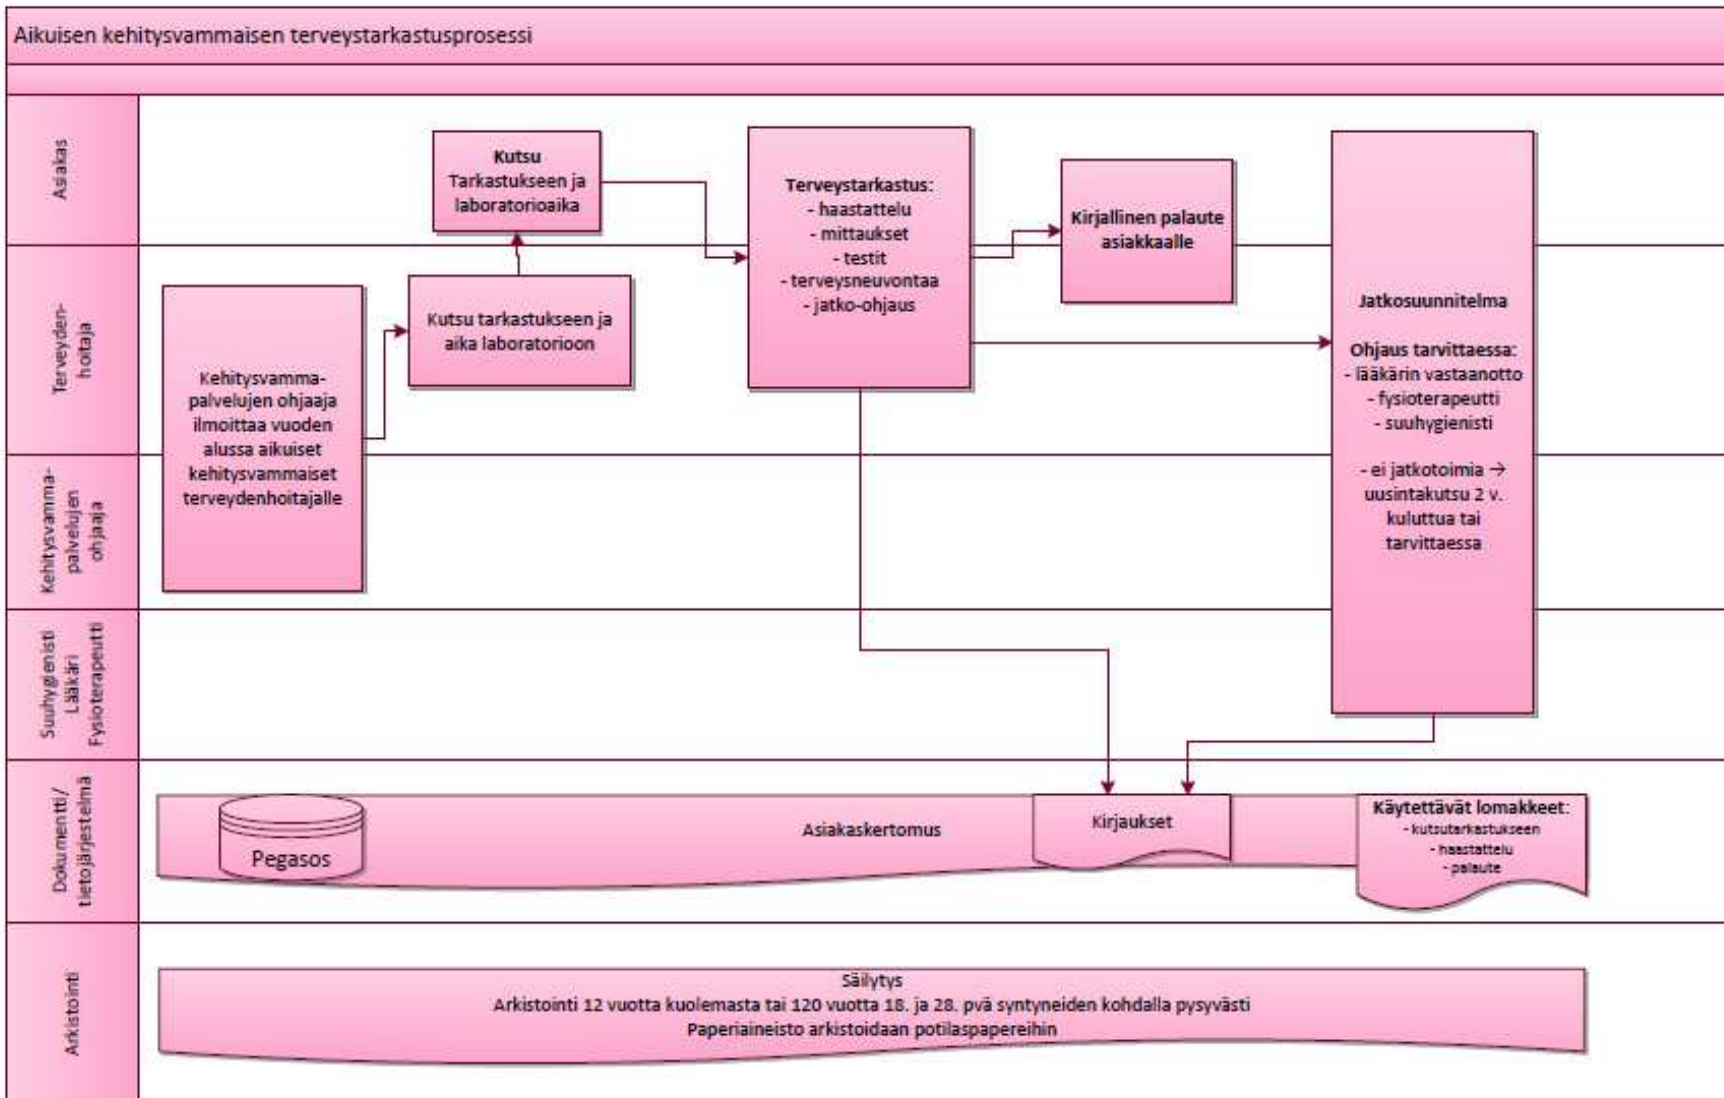 Aikuisen kehitysvammaisen terveystarkastusprosessi
Asiakas
Kutsu
Tarkastukseen ja
laboratorioaika
Terveystarkastus:
- haastattelu
- mittaukset
- testit
- terveysneuvontaa
- jatko-ohjaus
Kirjallinen palaute
asiakkaalle
Terveyden-
hoitaja
Kehitysvamma-
palvelujen ohjaaja
ilmoittaa vuoden
alussa aikuiset
kehitysvammaiset
terveydenhoitajalle
Kutsu tarkastukseen ja
aika laboratorioon
Jatkosuunnitelma
Ohjaus tarvittaessa:
- lääkärin vastaanotto
- fysioterapeutti
- suuhygienisti
- ei jatkotoimia →
uusintakutsu 2 v.
kuluttua tai
tarvittaessa
Kehitysvamma-
palvelujen
ohjaaja
Suuhygienisti
Lääkäri
Fysioterapeutti
Dokumentti/
tietojärjestelmä
Pegasos
Asiakaskertomus
Kirjaukset
Käytettävät lomakkeet:
- kutsutarkastukseen
- haastattelu
- palaute
Arkistointi
Säilytys
Arkistointi 12 vuotta kuolemasta tai 120 vuotta 18. ja 28. pvä syntyneiden kohdalla pysyvästi
Paperiaineisto arkistoidaan potilaspapereihin